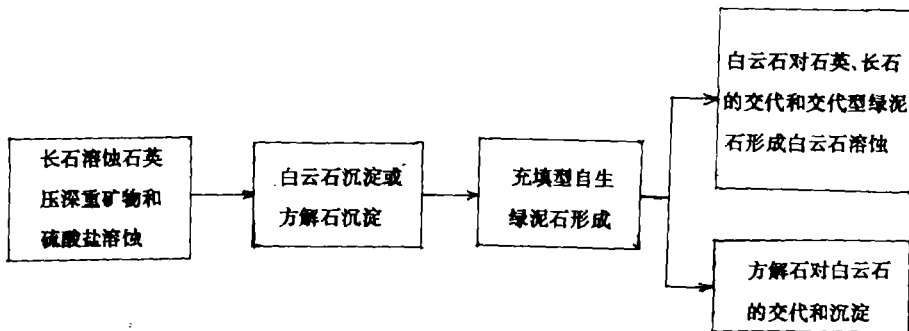 长石溶蚀石英
压深重矿物和
硫酸盐溶蚀
白云石沉淀或
方解石沉淀
充填型自生
绿泥石形成
白云石对石英、长石
的交代和交代型绿泥
石形成白云石溶蚀
方解石对白云石
的交代和沉淀